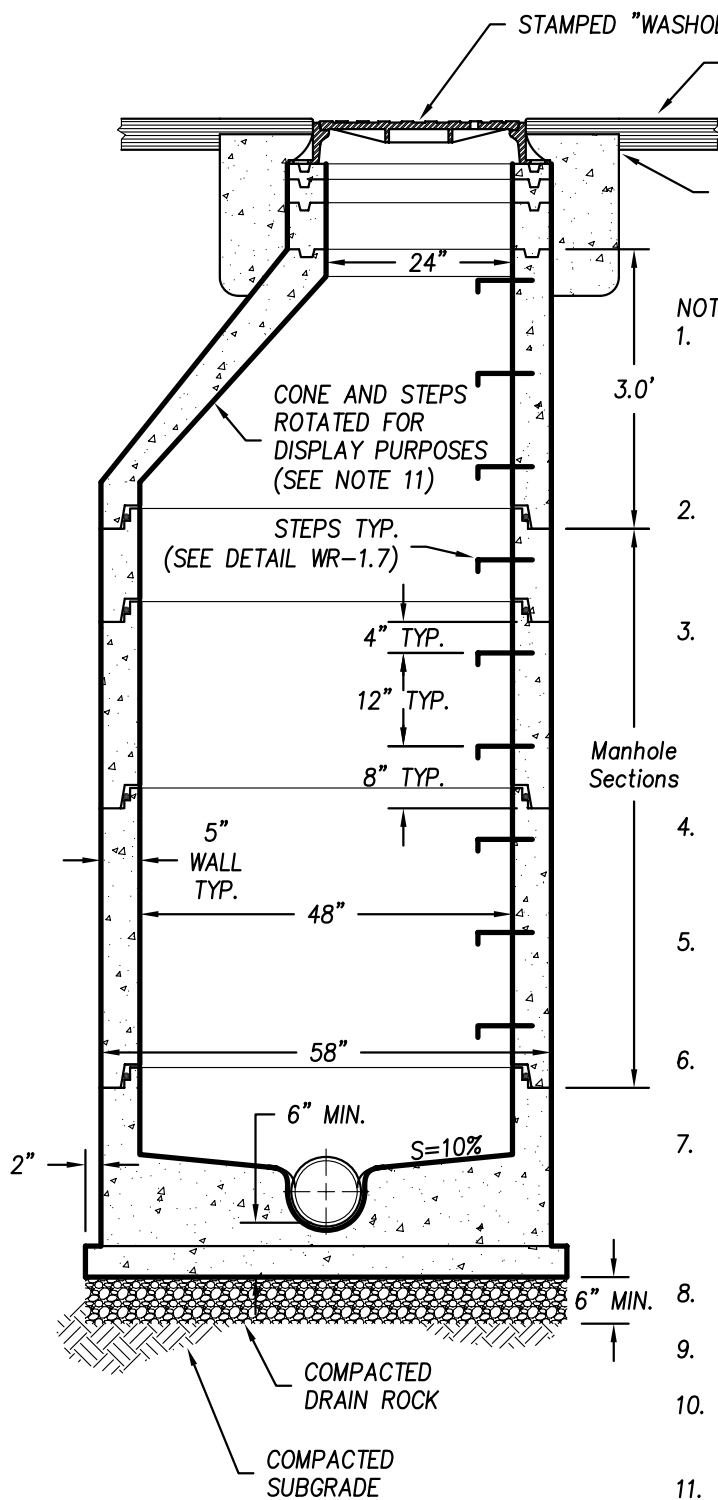 STAMPED "WASHOE
24"
NOT
1.
3.0'
CONE AND STEPS
ROTATED FOR
DISPLAY PURPOSES
(SEE NOTE 11)
2.
STEPS TYP.
(SEE DETAIL WR-1.7)
3.
4" TYP.
12" TYP.
Manhole
Sections
8" TYP.
4.
5"
WALL
TYP.
48"
5.
58"
6.
6" MIN.
S=10%
7.
2"
6" MIN.
8.
9.
COMPACTED
DRAIN ROCK
10.
COMPACTED
SUBGRADE
11.